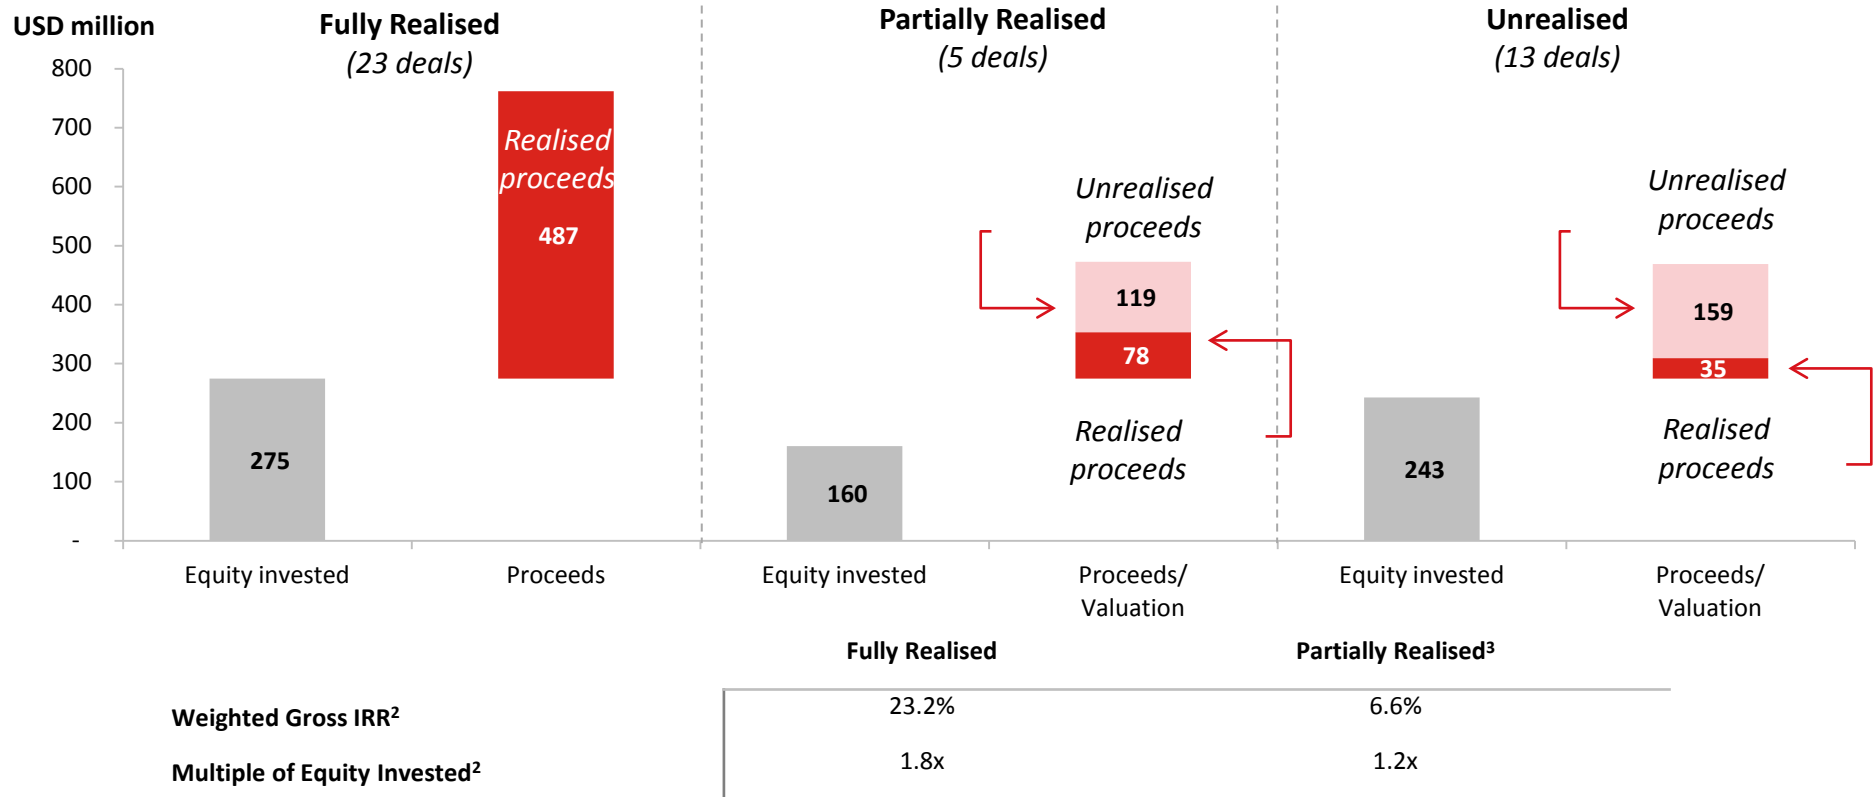 USD million
Fully Realised
(23 deals)
Partially Realised
(5 deals)
Unrealised
(13 deals)
800
700
600
500
400
300
200
100
-
275
Realised
proceeds
487
160
Unrealised
proceeds
119
78
Realised
proceeds
243
Unrealised
proceeds
159
35
Realised
proceeds
Equity invested
Proceeds
Equity invested
Proceeds/
Valuation
Equity invested
Proceeds/
Valuation
Fully Realised
Partially Realised³
Weighted Gross IRR²
23.2%
6.6%
Multiple of Equity Invested²
1.8x
1.2x